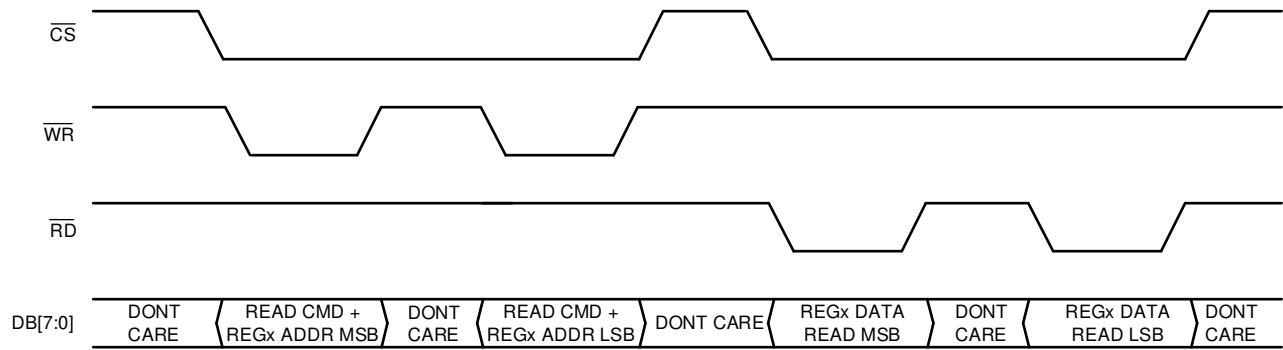 CS
WR
RD
DB[7:0]
DONT
CARE
READ CMD +
REGx ADDR MSB
DONT
CARE
READ CMD +
REGx ADDR LSB
DONT CARE
REGx DATA
READ MSB
DONT
CARE
REGx DATA
READ LSB
DONT
CARE